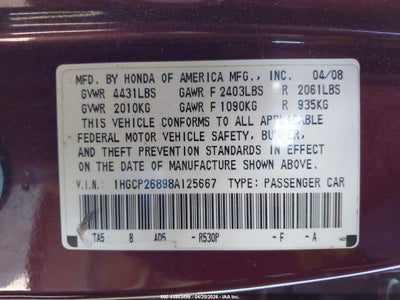 MFD. BY HONDA OF AMERICA MFG., INC. 04/08
GVWR 4431LBS GAWR F 2403LBS R 2061LBS
GVWR 2010KG GAWR F 1090KG R 935KG
THIS VEHICLE CONFORMS TO ALL APPLICABLE
FEDERAL MOTOR VEHICLE SAFETY, BUMPER,
AND THEFT PREVENTION STANDARDS IN EFFECT
ON THE DATE OF MANUFACTURE SHOWN ABOVE.
V.I.N. 1HGCP26898A125667 TYPE: PASSENGER CAR
TA5 8 AD5 - R530P - F - A